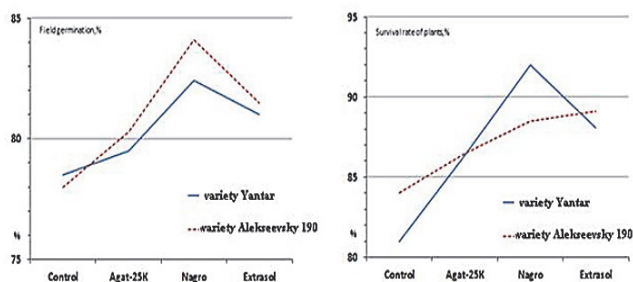 Field germination,%
85
80
%
75
variety Yantar
variety Alekseevsky 190
Control Agat-25K Nagro Extrasol
Survival rate of plants,%
95
90
85
%
80
variety Yantar
variety Alekseevsky 190
Control Agat-25K Nagro Extrasol